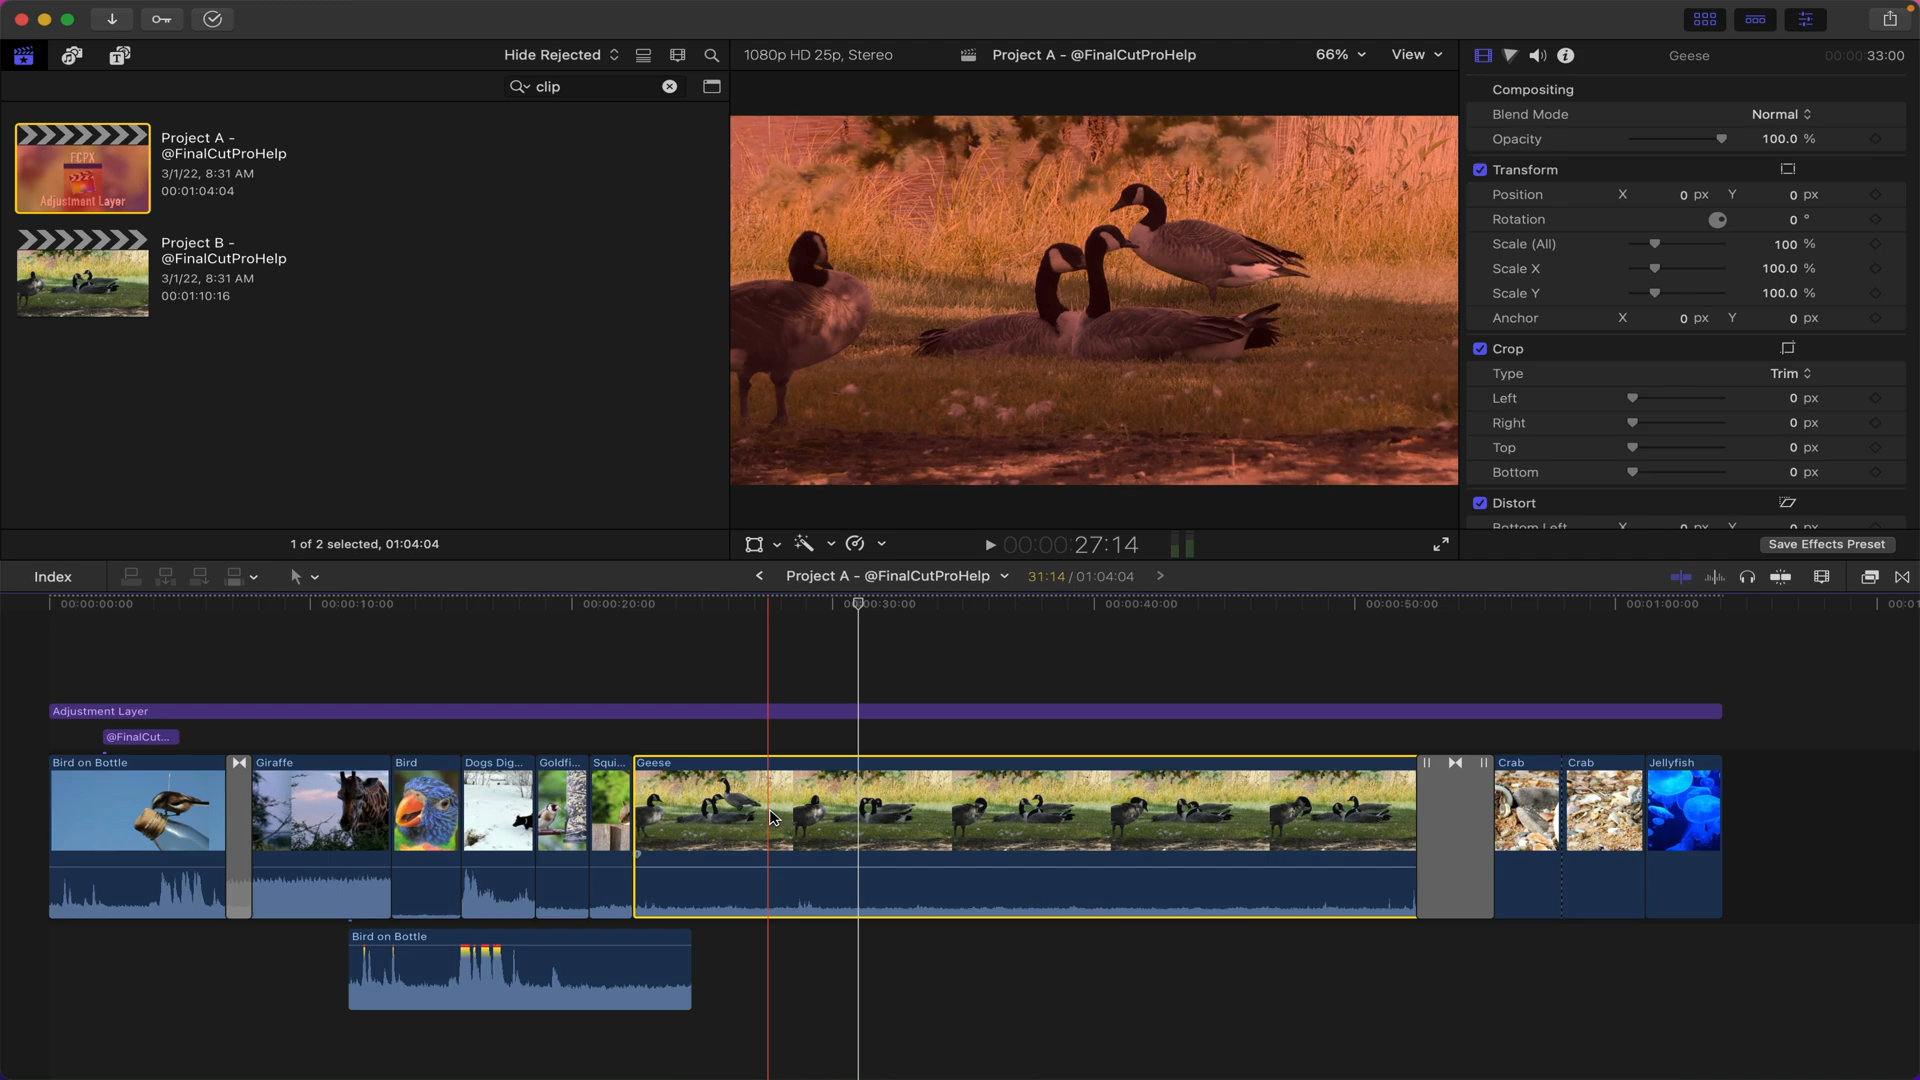 Hide Rejected
1080p HD 25p, Stereo
Project A - @FinalCutProHelp
66%
View
Geese
00:00:33:00
clip
Project A -
@FinalCutProHelp
3/1/22, 8:31 AM
00:01:04:04
FCPX
Adjustment Layer
Project B -
@FinalCutProHelp
3/1/22, 8:31 AM
00:01:10:16
Compositing
Blend Mode
Normal
Opacity
100.0 %
Transform
Position X 0 px Y 0 px
Rotation 0 °
Scale (All) 100 %
Scale X 100.0 %
Scale Y 100.0 %
Anchor X 0 px Y 0 px
Crop
Type Trim
Left 0 px
Right 0 px
Top 0 px
Bottom 0 px
Distort
Bottom Left X 0 px Y 0 px
1 of 2 selected, 01:04:04
00:00:27:14
Save Effects Preset
Index
Project A - @FinalCutProHelp
31:14 / 01:04:04
00:00:00:00
00:00:10:00
00:00:20:00
00:00:30:00
00:00:40:00
00:00:50:00
00:01:00:00
00:01
Adjustment Layer
@FinalCut...
Bird on Bottle
Giraffe
Bird
Dogs Dig...
Goldfi...
Squi...
Geese
Crab
Crab
Jellyfish
Bird on Bottle